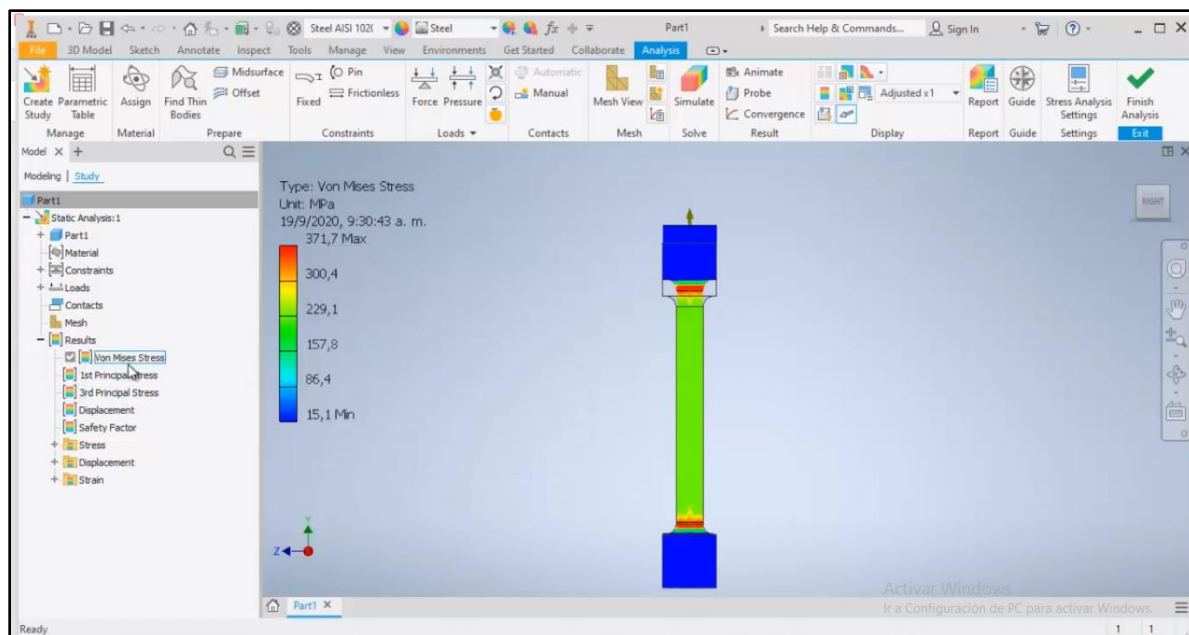 Steel AISI 102( Steel Part1 Search Help & Commands... Sign In
File 3D Model Sketch Annotate Inspect Tools Manage View Environments Get Started Collaborate Analysis
Create Study
Parametric Table
Assign
Find Thin Bodies
Midsurface
Offset
Fixed
Pin
Frictionless
Force Pressure
Automatic
Manual
Mesh View
Simulate
Animate
Probe
Convergence
Adjusted x1
Report
Guide
Stress Analysis Settings
Finish Analysis
Manage Material Prepare Constraints Loads Contacts Mesh Solve Result Display Report Guide Settings Exit
Model X +
Modeling | Study
Part1
Static Analysis:1
Part1
Material
Constraints
Loads
Contacts
Mesh
Results
Von Mises Stress
1st Principal Stress
3rd Principal Stress
Displacement
Safety Factor
Stress
Displacement
Strain
Type: Von Mises Stress
Unit: MPa
19/9/2020, 9:30:43 a. m.
371,7 Max
300,4
229,1
157,8
86,4
15,1 Min
RIGHT
Y
Z
Activar Windows
Ir a Configuración de PC para activar Windows.
Part1 X
Ready 1 1